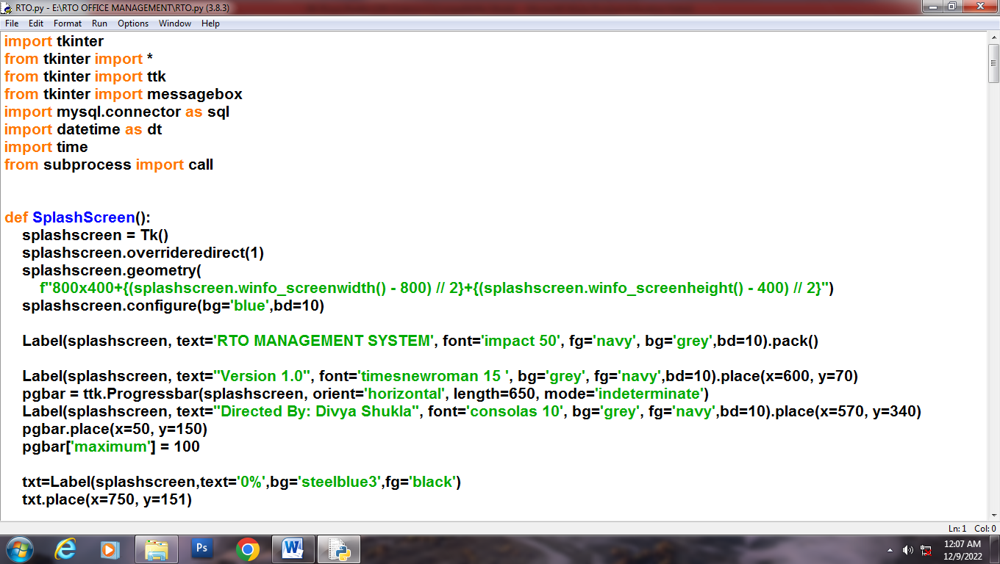 RTO.py - E:\RTO OFFICE MANAGEMENT\RTO.py (3.8.3)
File Edit Format Run Options Window Help
import tkinter
from tkinter import *
from tkinter import ttk
from tkinter import messagebox
import mysql.connector as sql
import datetime as dt
import time
from subprocess import call
def SplashScreen():
    splashscreen = Tk()
    splashscreen.overrideredirect(1)
    splashscreen.geometry(
        f"800x400+{(splashscreen.winfo_screenwidth() - 800) // 2}+{(splashscreen.winfo_screenheight() - 400) // 2}")
    splashscreen.configure(bg='blue',bd=10)
    Label(splashscreen, text='RTO MANAGEMENT SYSTEM', font='impact 50', fg='navy', bg='grey',bd=10).pack()
    Label(splashscreen, text="Version 1.0", font='timesnewroman 15 ', bg='grey', fg='navy',bd=10).place(x=600, y=70)
    pgbar = ttk.Progressbar(splashscreen, orient='horizontal', length=650, mode='indeterminate')
    Label(splashscreen, text="Directed By: Divya Shukla", font='consolas 10', bg='grey', fg='navy',bd=10).place(x=570, y=340)
    pgbar.place(x=50, y=150)
    pgbar['maximum'] = 100
    txt=Label(splashscreen,text='0%',bg='steelblue3',fg='black')
    txt.place(x=750, y=151)
Ln: 1 Col: 0
Ps
W
12:07 AM
12/9/2022